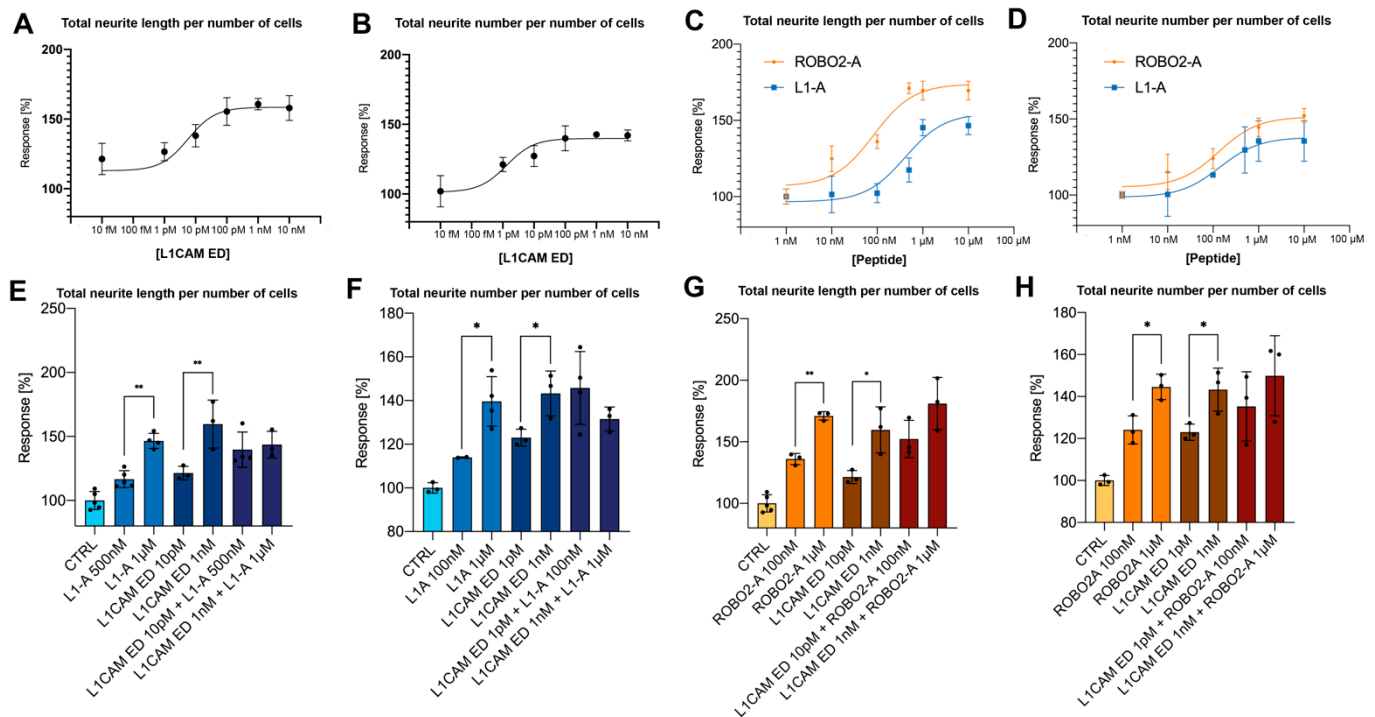 A Total neurite length per number of cells
200
150
100
Response [%]
10 fM 100 fM 1 pM 10 pM 100 pM 1 nM 10 nM
[L1CAM ED]
B Total neurite number per number of cells
200
180
160
140
120
100
Response [%]
10 fM 100 fM 1 pM 10 pM 100 pM 1 nM 10 nM
[L1CAM ED]
C Total neurite length per number of cells
200
150
100
Response [%]
ROBO2-A
L1-A
1 nM 10 nM 100 nM 1 µM 10 µM 100 µM
[Peptide]
D Total neurite number per number of cells
200
150
100
Response [%]
ROBO2-A
L1-A
1 nM 10 nM 100 nM 1 µM 10 µM 100 µM
[Peptide]
E Total neurite length per number of cells
250
200
150
100
Response [%]
**
**
CTRL
L1-A 500nM
L1-A 1µM
L1CAM ED 10pM
L1CAM ED 1nM
L1CAM ED 10pM + L1-A 500nM
L1CAM ED 1nM + L1-A 1µM
F Total neurite number per number of cells
180
160
140
120
100
80
Response [%]
*
*
CTRL
L1A 100nM
L1A 1µM
L1CAM ED 1pM
L1CAM ED 1nM
L1CAM ED 1pM + L1-A 100nM
L1CAM ED 1nM + L1-A 1µM
G Total neurite length per number of cells
250
200
150
100
Response [%]
**
*
CTRL
ROBO2-A 100nM
ROBO2-A 1µM
L1CAM ED 10pM
L1CAM ED 1nM
L1CAM ED 10pM + ROBO2-A 100nM
L1CAM ED 1nM + ROBO2-A 1µM
H Total neurite number per number of cells
180
160
140
120
100
80
Response [%]
*
*
CTRL
ROBO2A 100nM
ROBO2A 1µM
L1CAM ED 1pM
L1CAM ED 1nM
L1CAM ED 1pM + ROBO2-A 100nM
L1CAM ED 1nM + ROBO2-A 1µM